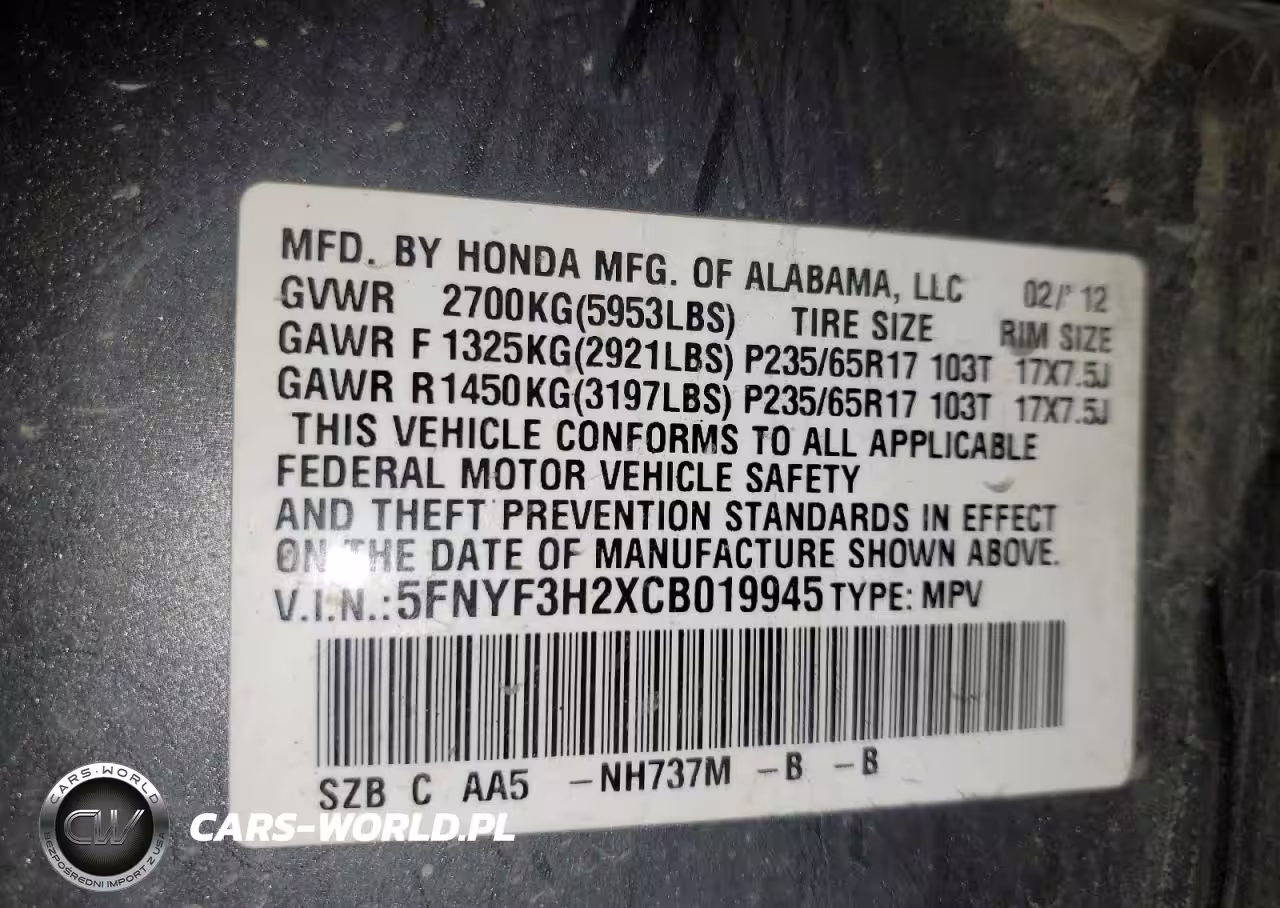 MFD. BY HONDA MFG. OF ALABAMA, LLC 02/ 12
GVWR 2700KG(5953LBS) TIRE SIZE RIM SIZE
GAWR F 1325KG(2921LBS) P235/65R17 103T 17X7.5J
GAWR R1450KG(3197LBS) P235/65R17 103T 17X7.5J
THIS VEHICLE CONFORMS TO ALL APPLICABLE
FEDERAL MOTOR VEHICLE SAFETY
AND THEFT PREVENTION STANDARDS IN EFFECT
ON THE DATE OF MANUFACTURE SHOWN ABOVE.
V.I.N.:5FNYF3H2XCB019945 TYPE: MPV
SZB C AA5 -NH737M -B -B
CARS-WORLD
CW
BEZPOŚREDNI IMPORT Z USA
CARS-WORLD.PL